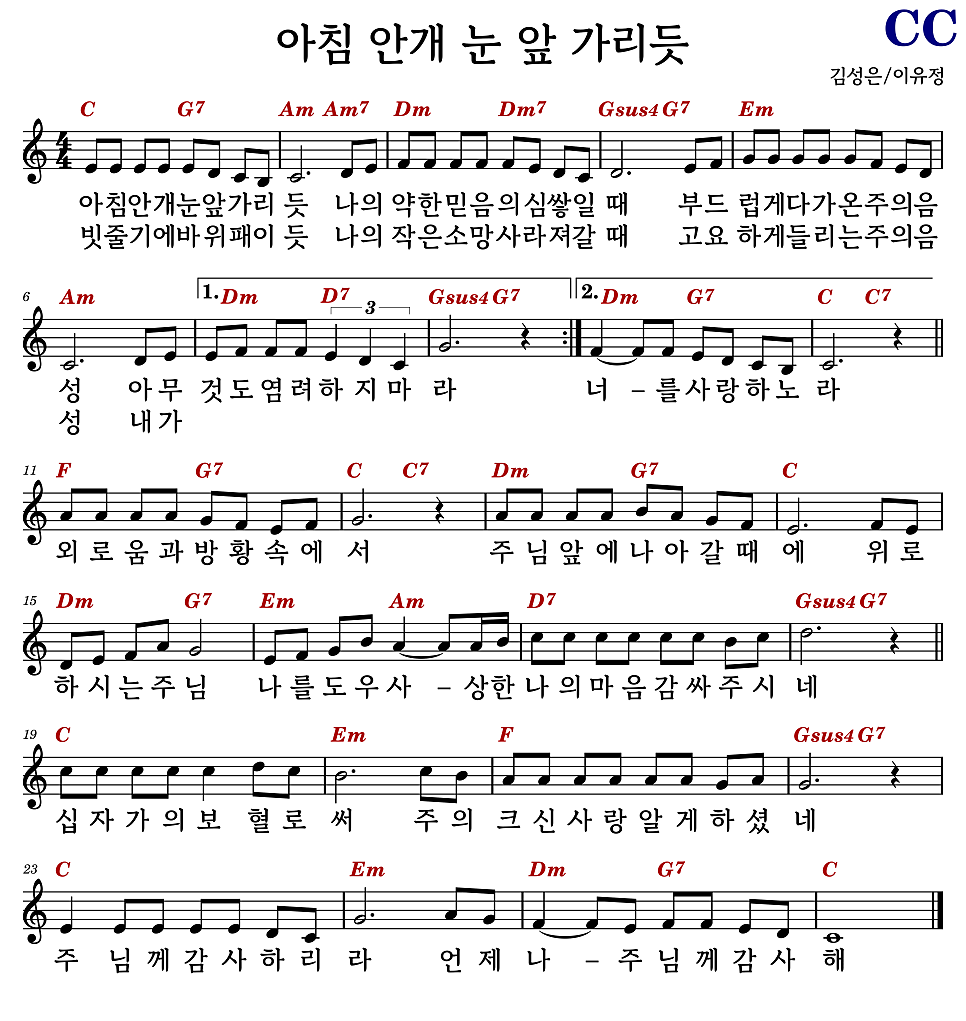 아침 안개 눈 앞 가리듯
CC
김성은/이유정
C G7 Am Am7 Dm Dm7 Gsus4 G7 Em
4/4
아침안개눈앞가리 듯 나의 약한믿음의심쌓일 때 부드 럽게다가온주의음
빗줄기에바위패이 듯 나의 작은소망사라져갈 때 고요 하게들리는주의음
6 Am 1. Dm D7 3 Gsus4 G7 2. Dm G7 C C7
성 아무 것도염려하지마 라 너 – 를사랑하노 라
성 내가
11 F G7 C C7 Dm G7 C
외로움과방황속에 서 주님앞에나아갈때 에 위로
15 Dm G7 Em Am D7 Gsus4 G7
하시는주님 나를도우사 – 상한 나의마음감싸주시 네
19 C Em F Gsus4 G7
십자가의보혈로 써 주의 크신사랑알게하셨 네
23 C Em Dm G7 C
주 님께감사하리 라 언제 나 – 주님께감사 해